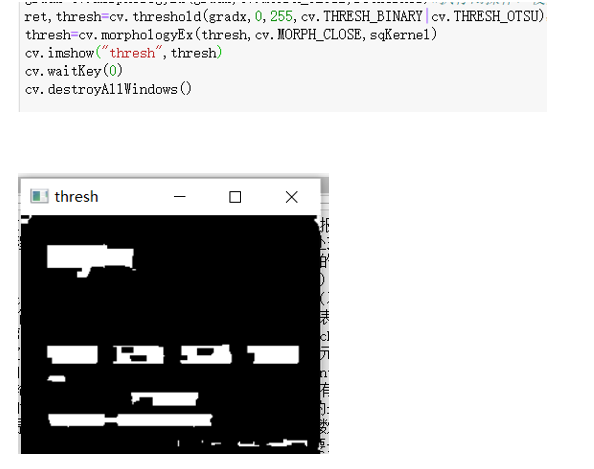 ret,thresh=cv.threshold(gradx,0,255,cv.THRESH_BINARY|cv.THRESH_OTSU)
thresh=cv.morphologyEx(thresh,cv.MORPH_CLOSE,sqKernel)
cv.imshow("thresh",thresh)
cv.waitKey(0)
cv.destroyAllWindows()
thresh